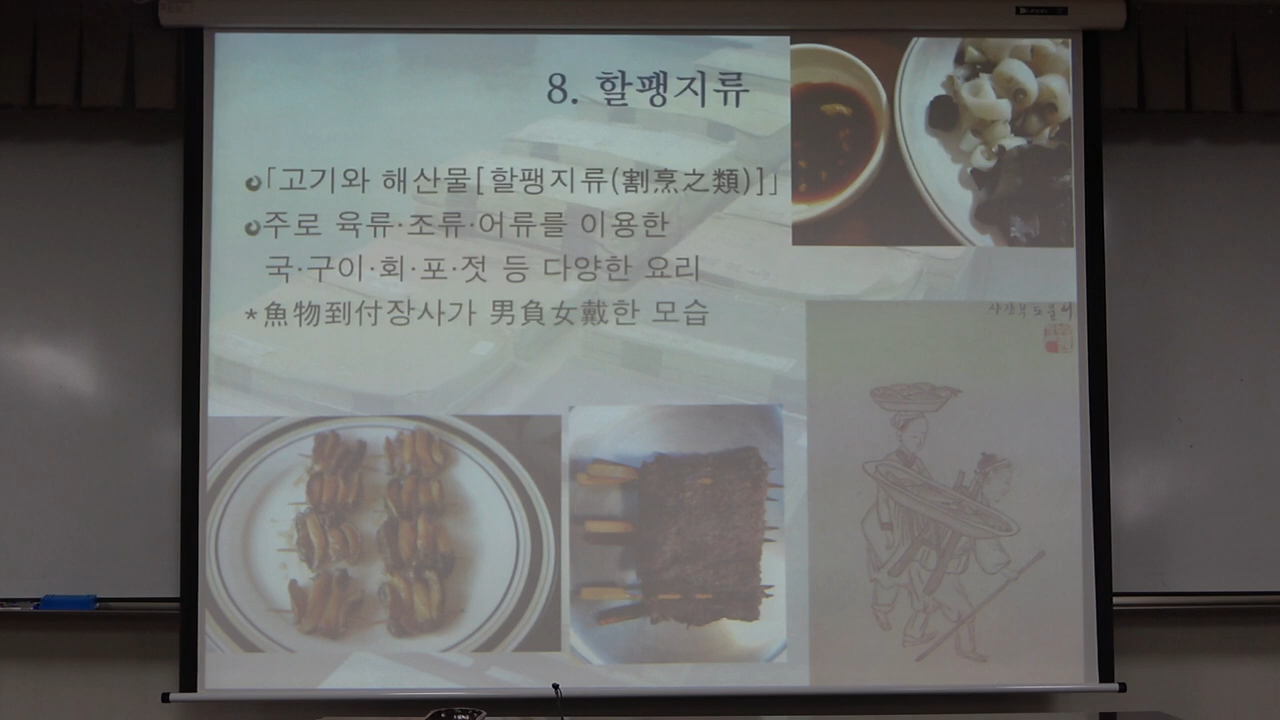 8. 할팽지류
「고기와 해산물[할팽지류(割烹之類)]」
주로 육류·조류·어류를 이용한
국·구이·회·포·젓 등 다양한 요리
*魚物到付장사가 男負女戴한 모습